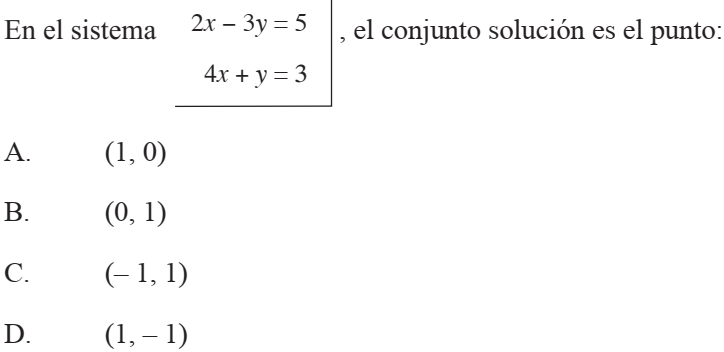 En el sistema 2x – 3y = 5 , el conjunto solución es el punto:
4x + y = 3
A. (1, 0)
B. (0, 1)
C. (– 1, 1)
D. (1, – 1)